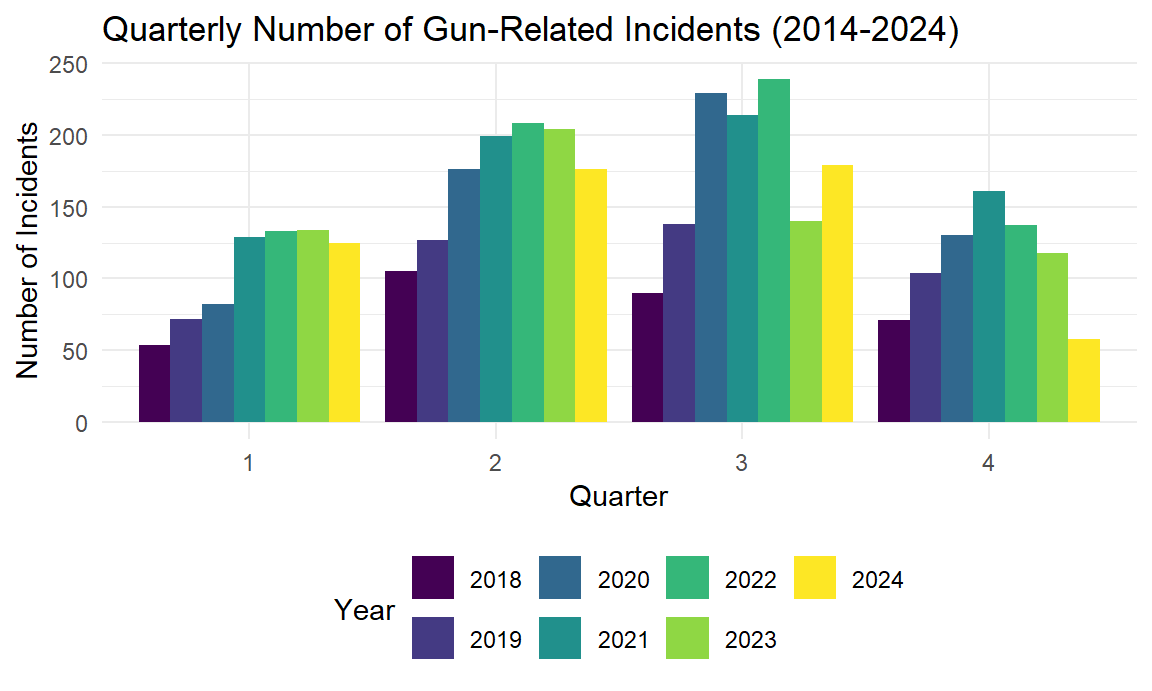 Quarterly Number of Gun-Related Incidents (2014-2024)
Number of Incidents
250
200
150
100
50
0
1 2 3 4
Quarter
Year
2018 2020 2022 2024
2019 2021 2023